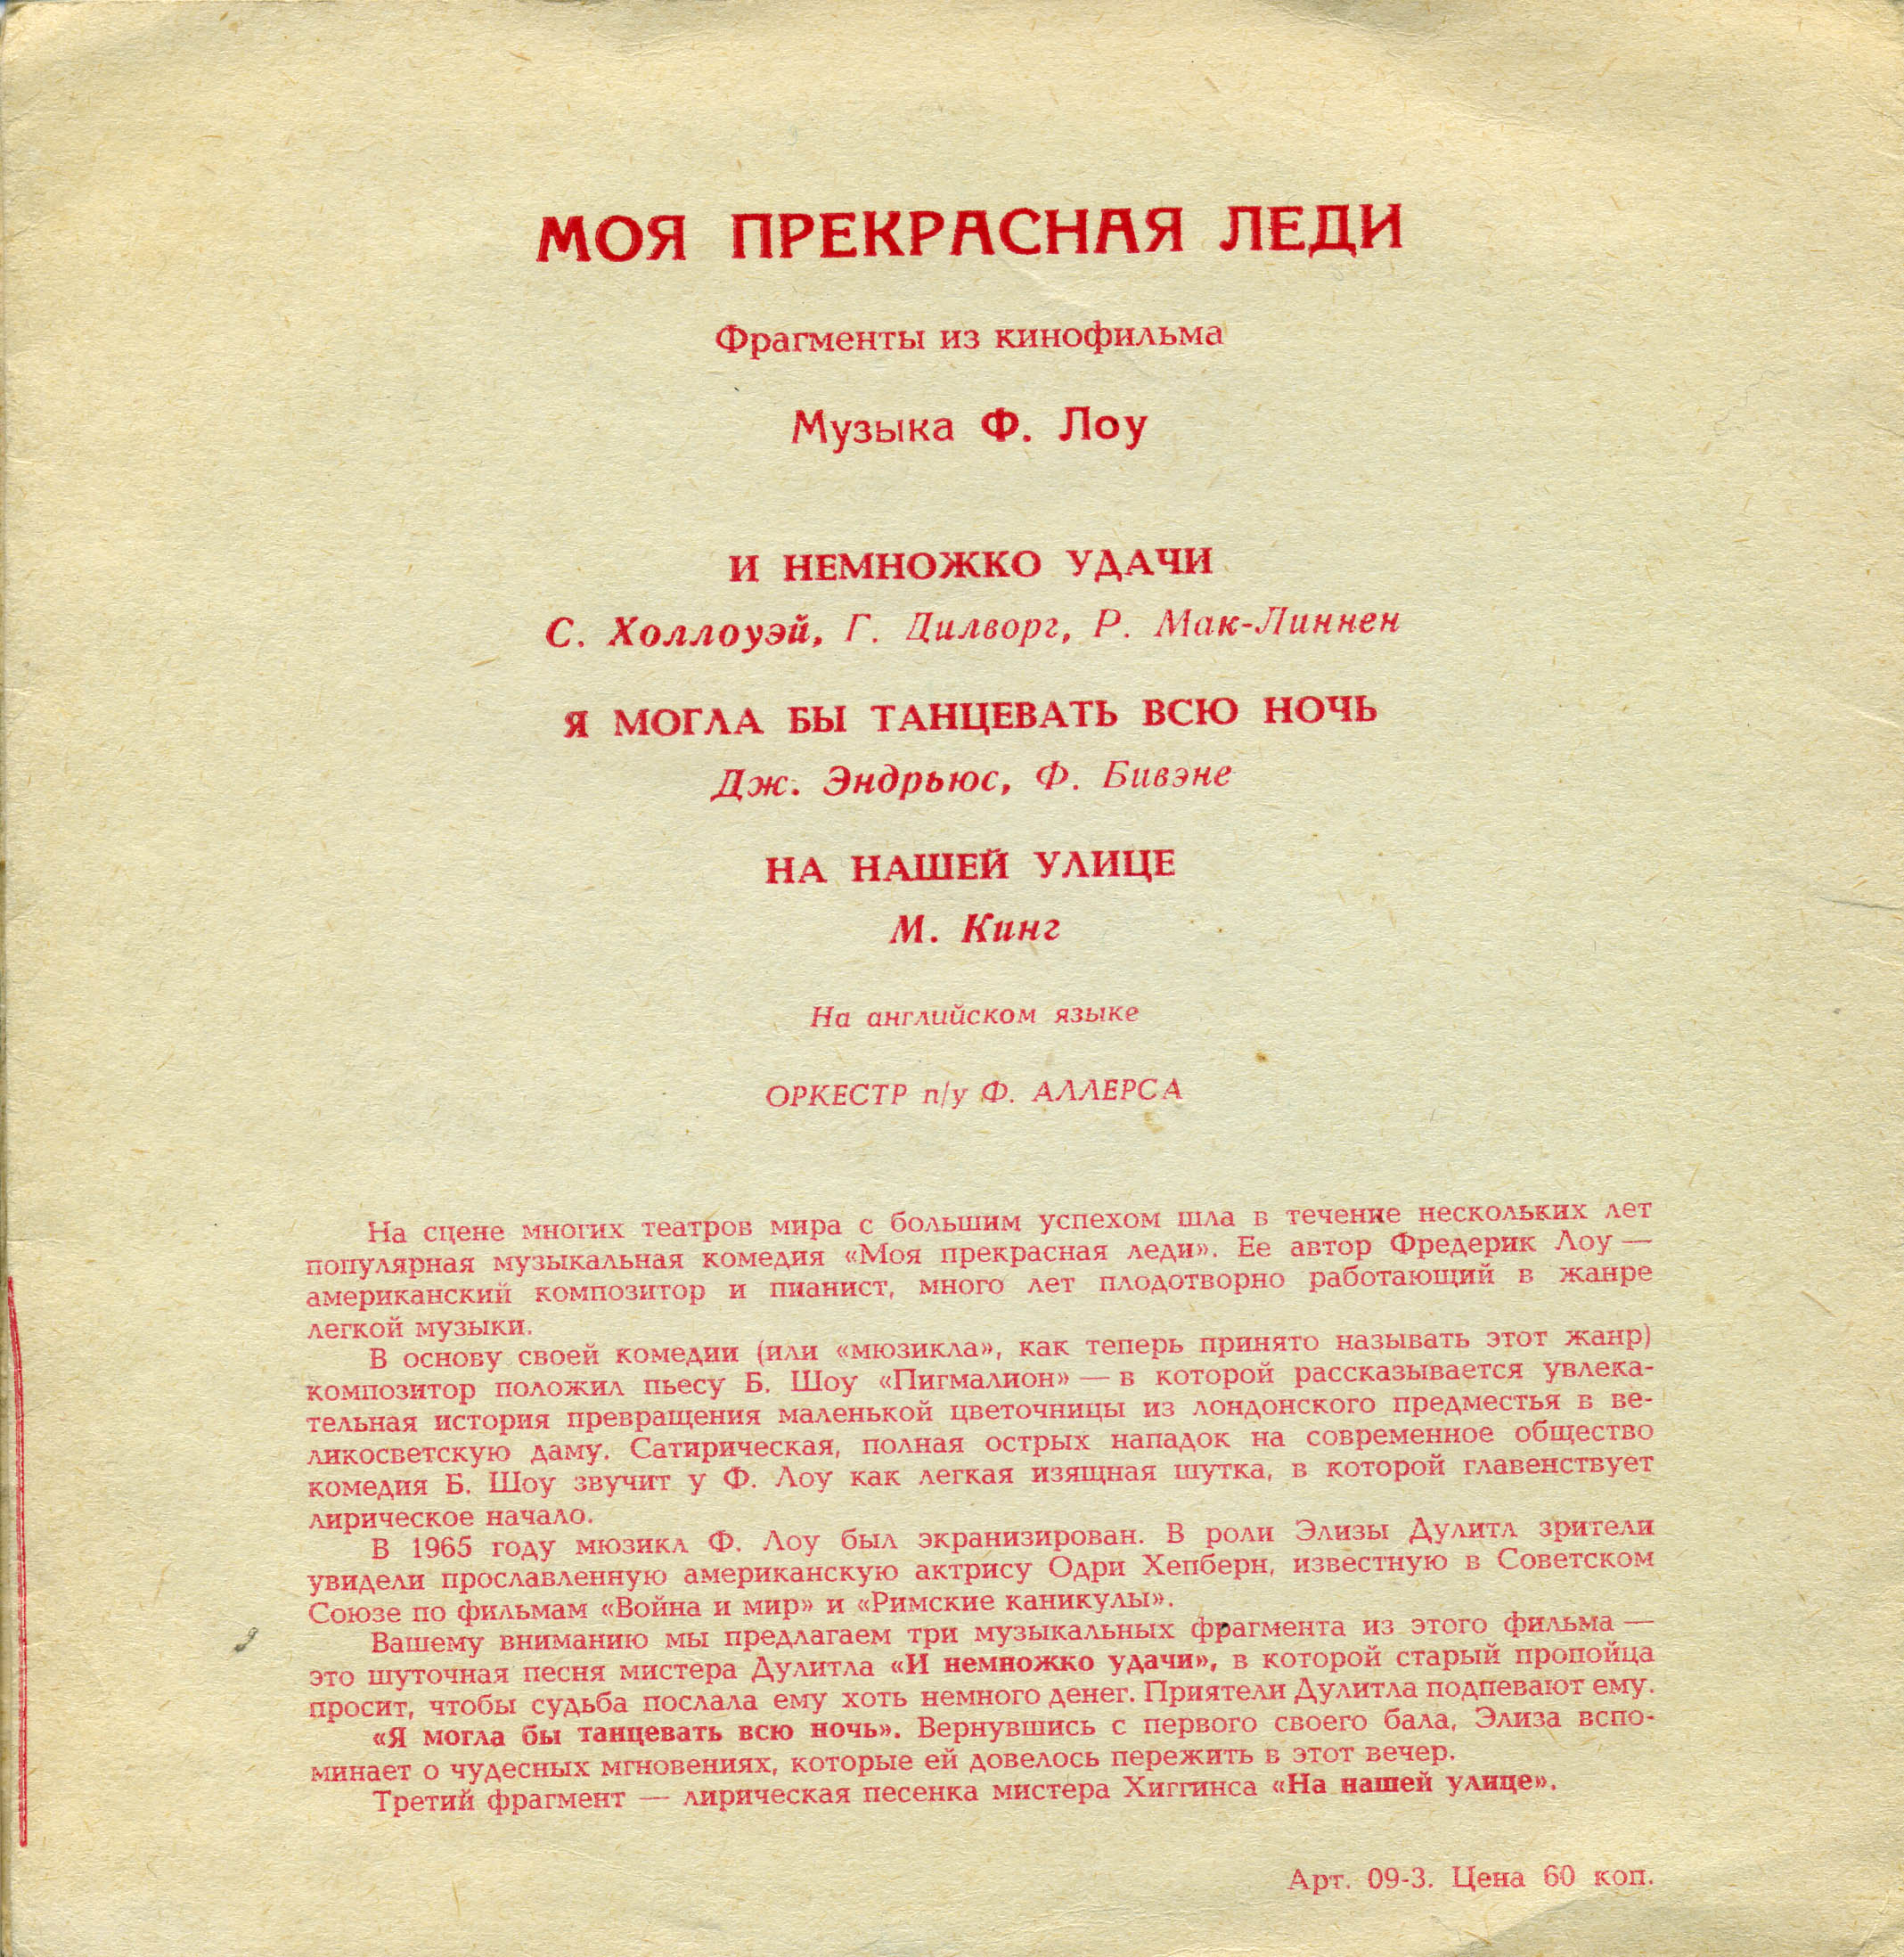 МОЯ ПРЕКРАСНАЯ ЛЕДИ
Фрагменты из кинофильма
Музыка Ф. Лоу
И НЕМНОЖКО УДАЧИ
С. Холлоуэй, Г. Дилворг, Р. Мак-Линнен
Я МОГЛА БЫ ТАНЦЕВАТЬ ВСЮ НОЧЬ
Дж. Эндрьюс, Ф. Бивэне
НА НАШЕЙ УЛИЦЕ
М. Кинг
На английском языке
ОРКЕСТР п/у Ф. АЛЛЕРСА
На сцене многих театров мира с большим успехом шла в течение нескольких лет
популярная музыкальная комедия «Моя прекрасная леди». Ее автор Фредерик Лоу —
американский композитор и пианист, много лет плодотворно работающий в жанре
легкой музыки.
В основу своей комедии (или «мюзикла», как теперь принято называть этот жанр)
композитор положил пьесу Б. Шоу «Пигмалион» — в которой рассказывается увлека-
тельная история превращения маленькой цветочницы из лондонского предместья в ве-
ликосветскую даму. Сатирическая, полная острых нападок на современное общество
комедия Б. Шоу звучит у Ф. Лоу как легкая изящная шутка, в которой главенствует
лирическое начало.
В 1965 году мюзикл Ф. Лоу был экранизирован. В роли Элизы Дулитл зрители
увидели прославленную американскую актрису Одри Хепберн, известную в Советском
Союзе по фильмам «Война и мир» и «Римские каникулы».
Вашему вниманию мы предлагаем три музыкальных фрагмента из этого фильма —
это шуточная песня мистера Дулитла «И немножко удачи», в которой старый пропойца
просит, чтобы судьба послала ему хоть немного денег. Приятели Дулитла подпевают ему.
«Я могла бы танцевать всю ночь». Вернувшись с первого своего бала, Элиза вспо-
минает о чудесных мгновениях, которые ей довелось пережить в этот вечер.
Третий фрагмент — лирическая песенка мистера Хиггинса «На нашей улице».
Арт. 09-3. Цена 60 коп.